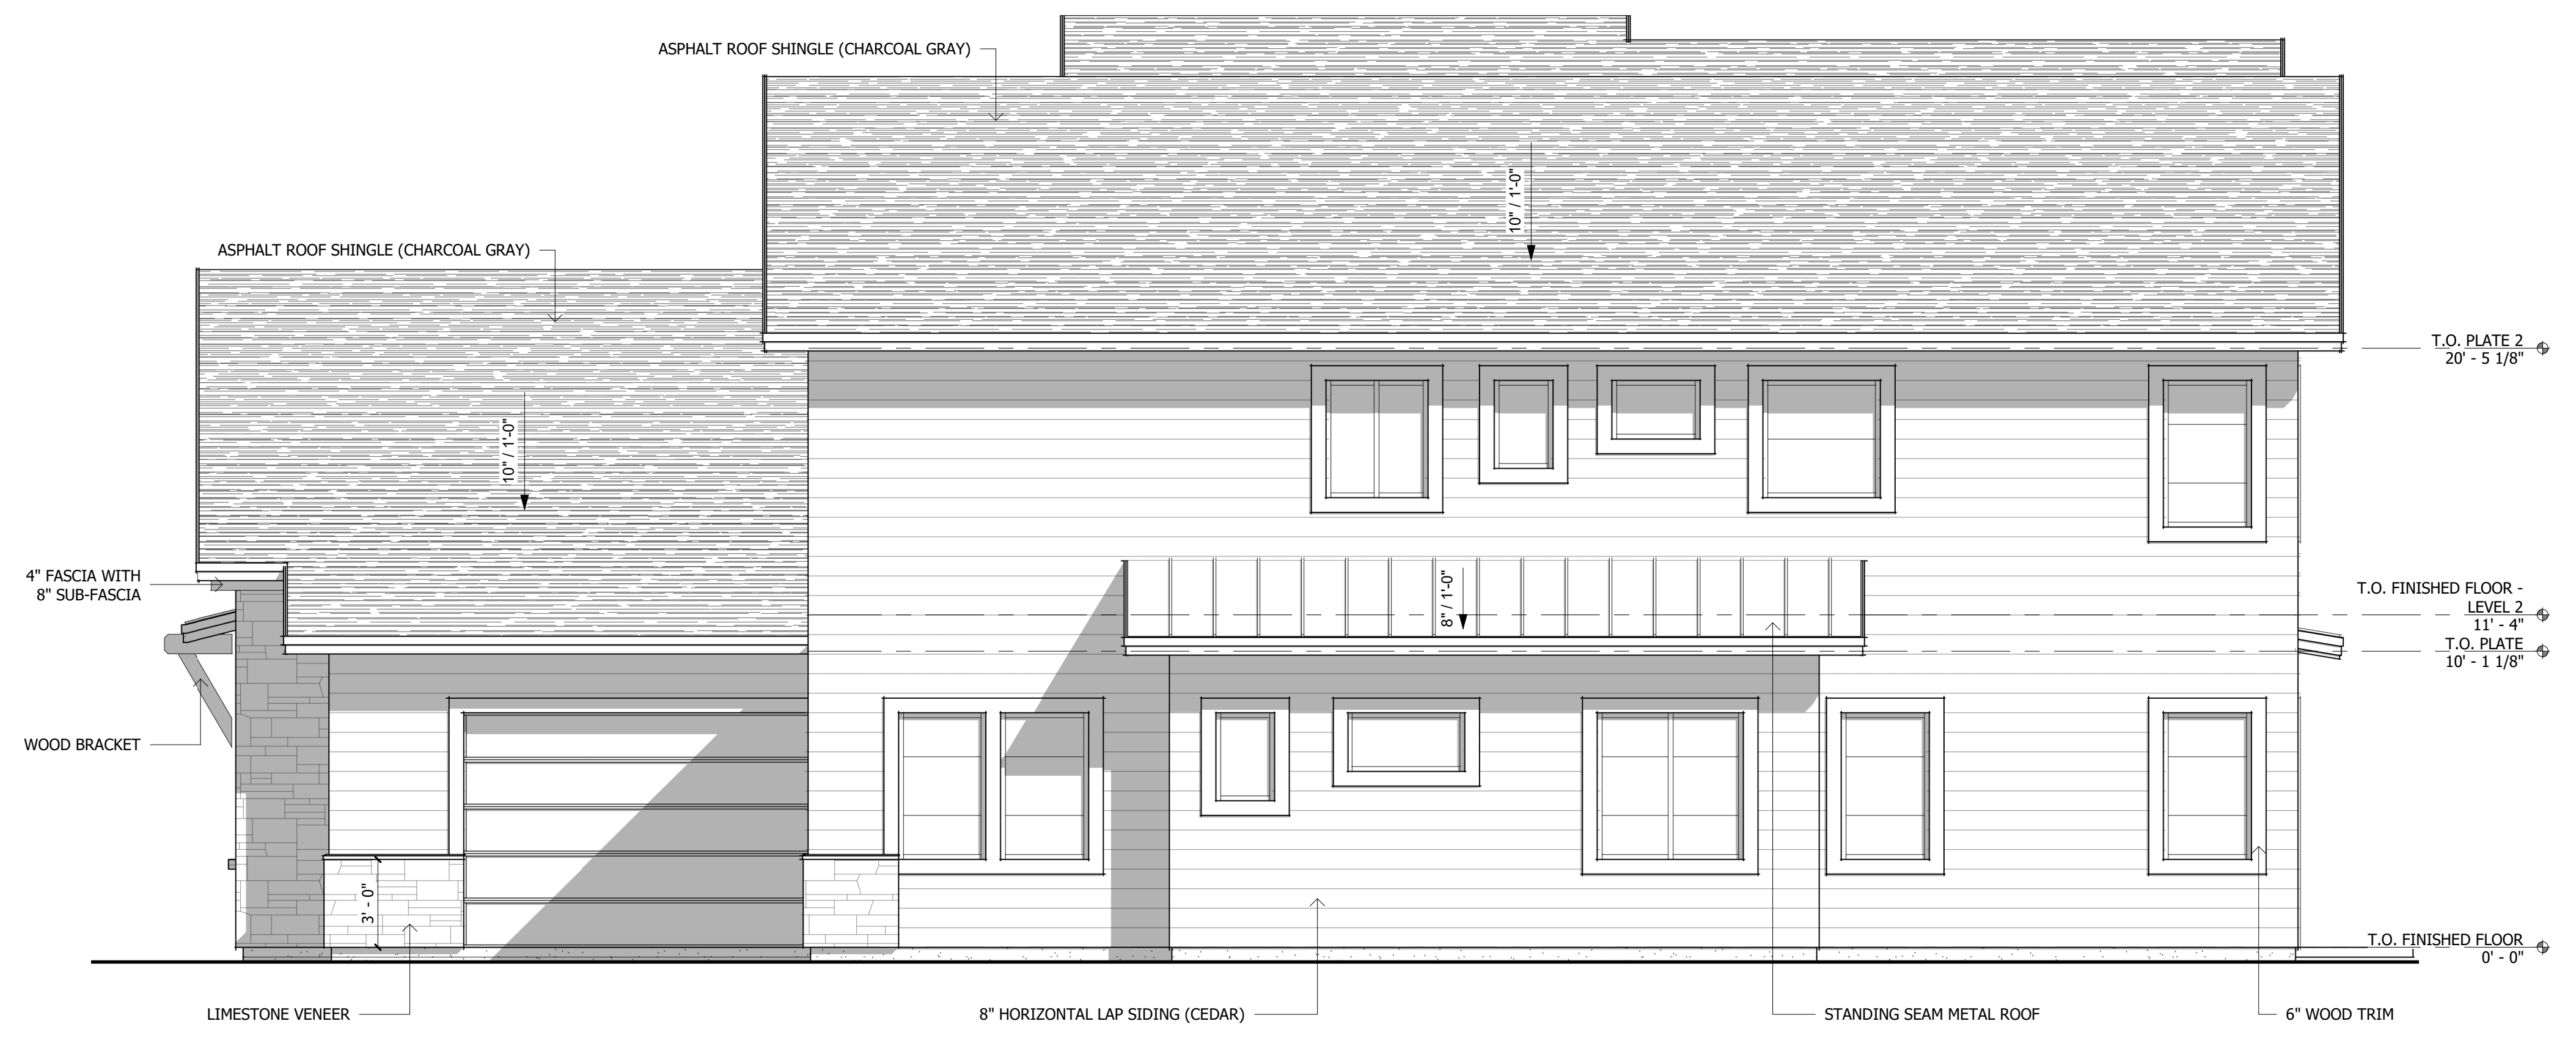 ASPHALT ROOF SHINGLE (CHARCOAL GRAY)
10" / 1'-0"
ASPHALT ROOF SHINGLE (CHARCOAL GRAY)
10" / 1'-0"
T.O. PLATE 2
20' - 5 1/8"
4" FASCIA WITH
8" SUB-FASCIA
8" / 1'-0"
T.O. FINISHED FLOOR -
LEVEL 2
11' - 4"
T.O. PLATE
10' - 1 1/8"
WOOD BRACKET
3' - 0"
T.O. FINISHED FLOOR
0' - 0"
LIMESTONE VENEER
8" HORIZONTAL LAP SIDING (CEDAR)
STANDING SEAM METAL ROOF
6" WOOD TRIM